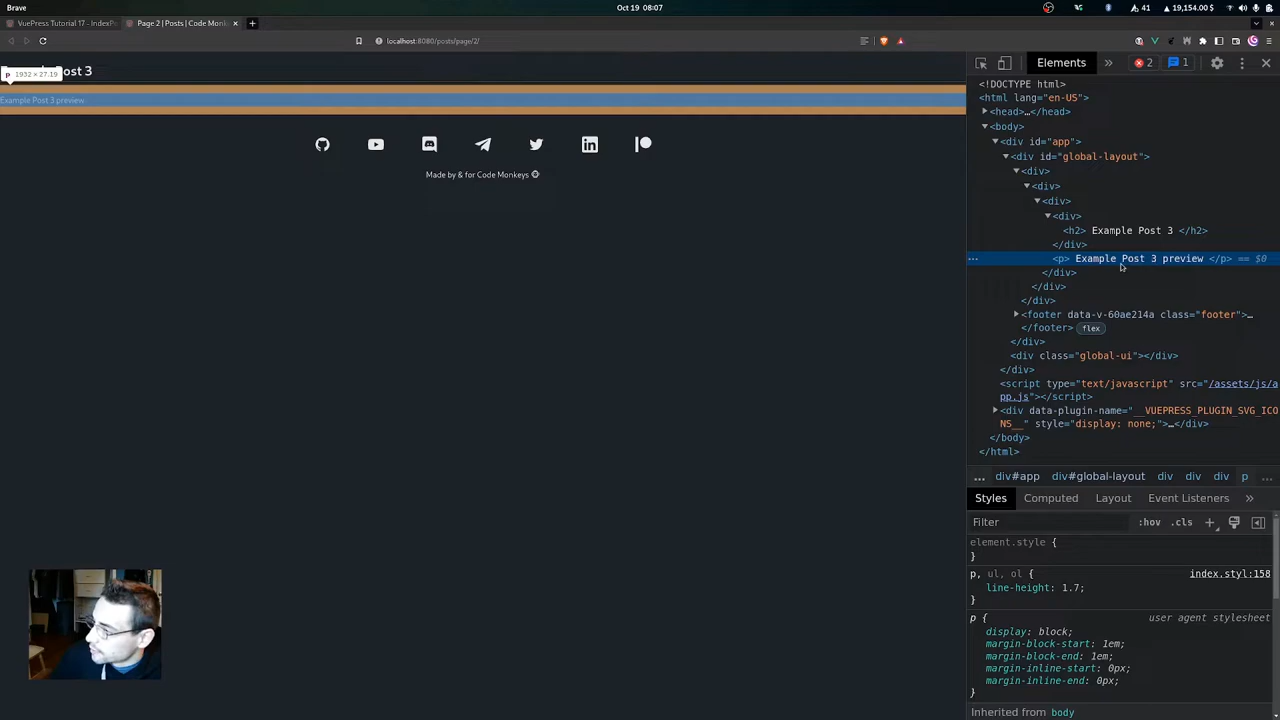 Brave
Oct 19  08:07
41
19,154.00 $
VuePress Tutorial 17 - IndexP
Page 2 | Posts | Code Monk
localhost:8080/posts/page/2/
Post 3
p 1932 × 27.19
Example Post 3 preview
Made by & for Code Monkeys
Elements
2
1
<!DOCTYPE html>
<html lang="en-US">
<head>…</head>
<body>
<div id="app">
<div id="global-layout">
<div>
<div>
<div>
<div>
<h2> Example Post 3 </h2>
</div>
<p> Example Post 3 preview </p> == $0
</div>
</div>
</div>
<footer data-v-60ae214a class="footer">…
</footer> flex
</div>
<div class="global-ui"></div>
</div>
<script type="text/javascript" src="/assets/js/a
pp.js"></script>
<div data-plugin-name="__VUEPRESS_PLUGIN_SVG_ICO
NS__" style="display: none;">…</div>
</body>
</html>
… div#app div#global-layout div div div p …
Styles Computed Layout Event Listeners
Filter :hov .cls
element.style {
}
p, ul, ol { index.styl:158
line-height: 1.7;
}
p { user agent stylesheet
display: block;
margin-block-start: 1em;
margin-block-end: 1em;
margin-inline-start: 0px;
margin-inline-end: 0px;
}
Inherited from body